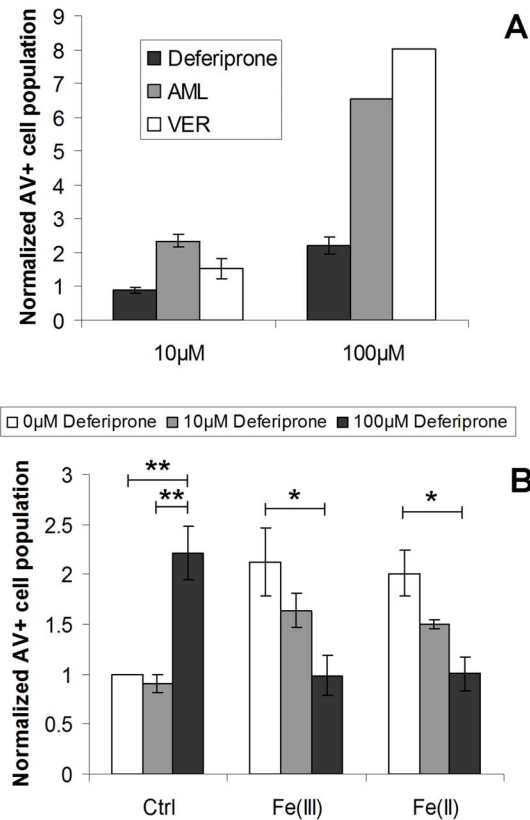 A
Normalized AV+ cell population
9
8
7
6
5
4
3
2
1
0
Deferiprone
AML
VER
10µM 100µM
0µM Deferiprone 10µM Deferiprone 100µM Deferiprone
B
Normalized AV+ cell population
3
2.5
2
1.5
1
0.5
0
**
**
*
*
Ctrl Fe(III) Fe(II)